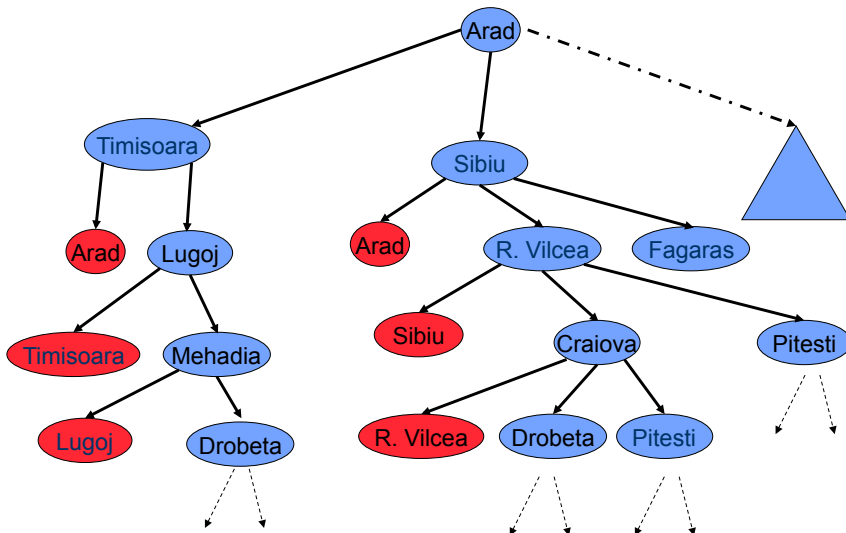 Arad
Timisoara
Sibiu
Arad
Lugoj
Arad
R. Vilcea
Fagaras
Timisoara
Mehadia
Sibiu
Craiova
Pitesti
Lugoj
Drobeta
R. Vilcea
Drobeta
Pitesti